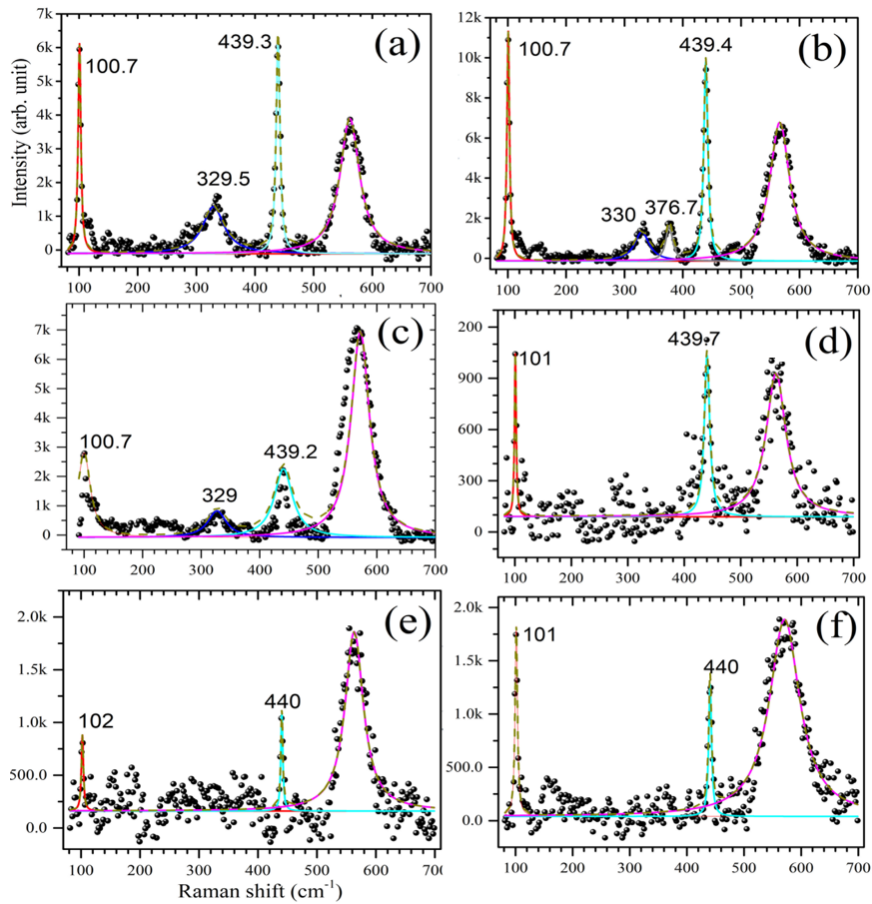 7k
6k
5k
4k
3k
2k
1k
0
Intensity (arb. unit)
100.7
329.5
439.3
(a)
100 200 300 400 500 600 700
12k
10k
8k
6k
4k
2k
0
100.7
330
376.7
439.4
(b)
100 200 300 400 500 600 700
7k
6k
5k
4k
3k
2k
1k
0
100.7
329
439.2
(c)
100 200 300 400 500 600 700
200
900
600
300
0
101
439.7
(d)
100 200 300 400 500 600 700
2.0k
1.5k
1.0k
500.0
0.0
102
440
(e)
100 200 300 400 500 600 700
Raman shift (cm-1)
2.0k
1.5k
1.0k
500.0
0.0
101
440
(f)
100 200 300 400 500 600 700